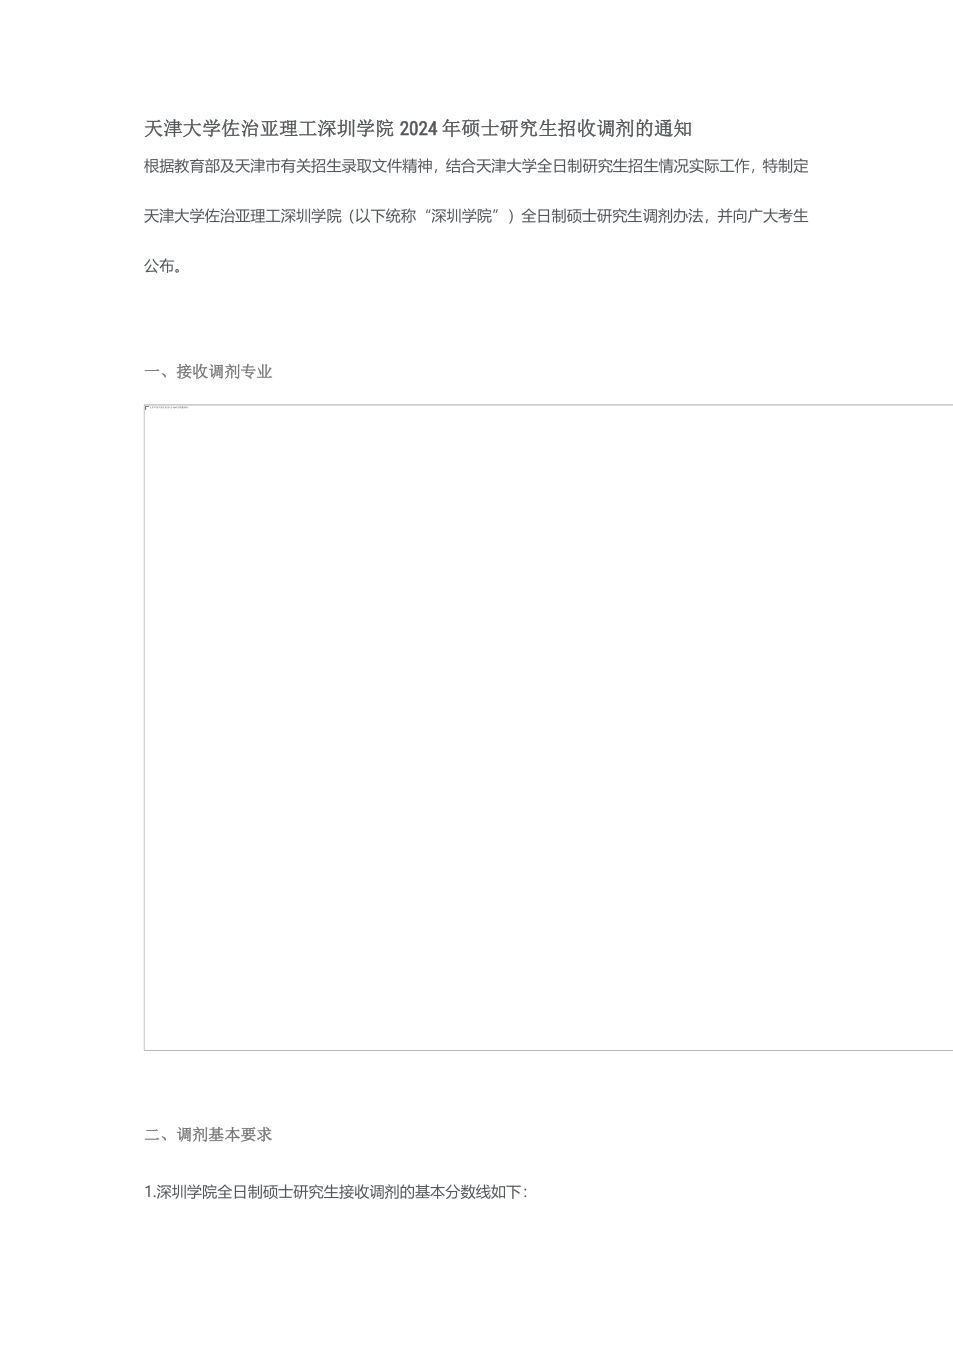 天津大学佐治亚理工深圳学院 2024 年硕士研究生招收调剂的通知
根据教育部及天津市有关招生录取文件精神，结合天津大学全日制研究生招生情况实际工作，特制定
天津大学佐治亚理工深圳学院（以下统称“深圳学院”）全日制硕士研究生调剂办法，并向广大考生
公布。
一、接收调剂专业
二、调剂基本要求
1.深圳学院全日制硕士研究生接收调剂的基本分数线如下：